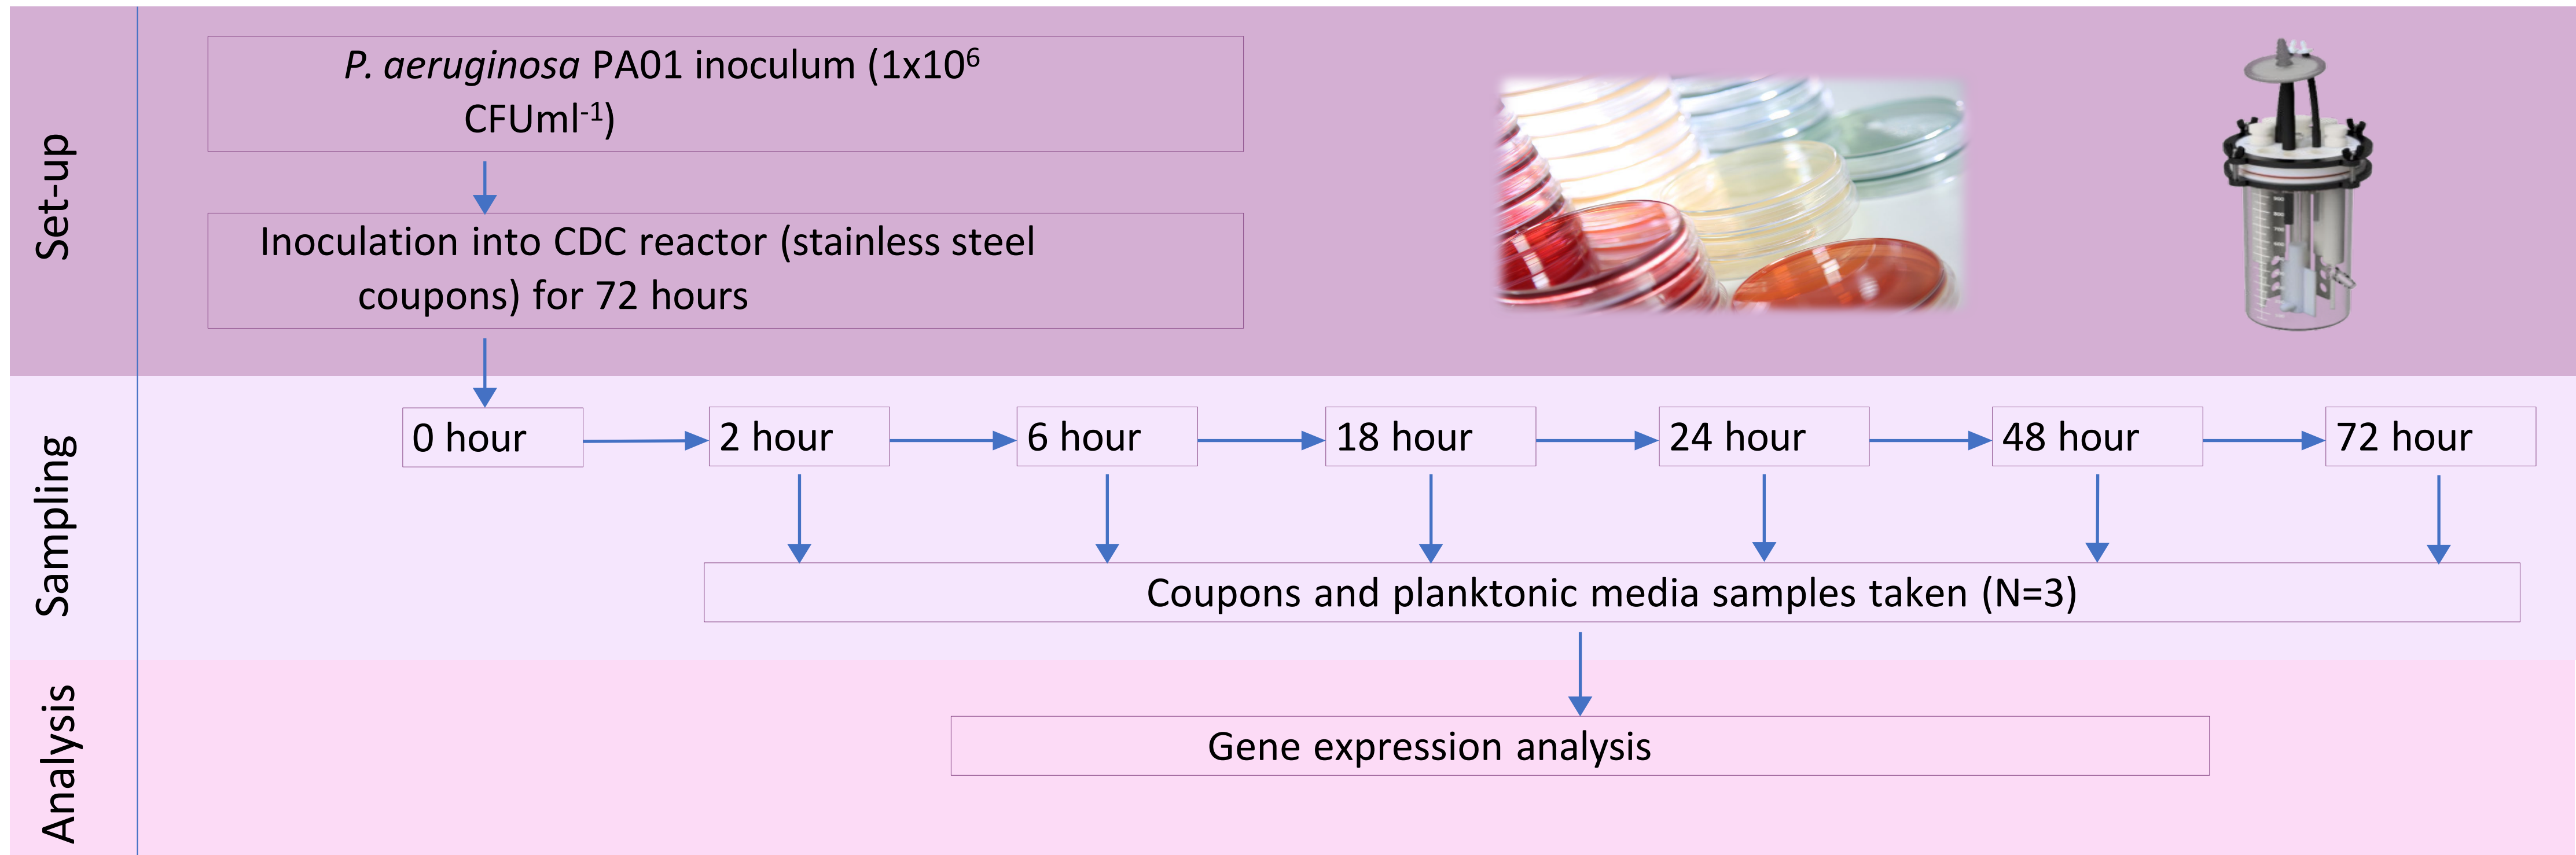 Set-up
P. aeruginosa PA01 inoculum (1x10⁶
CFUml⁻¹)
Inoculation into CDC reactor (stainless steel
coupons) for 72 hours
Sampling
0 hour
2 hour
6 hour
18 hour
24 hour
48 hour
72 hour
Coupons and planktonic media samples taken (N=3)
Analysis
Gene expression analysis